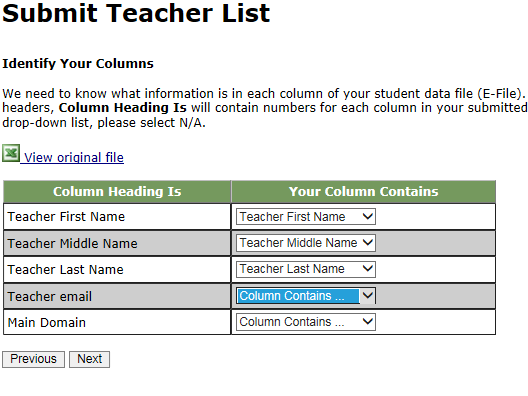 Submit Teacher List
Identify Your Columns
We need to know what information is in each column of your student data file (E-File).
headers, Column Heading Is will contain numbers for each column in your submitted
drop-down list, please select N/A.
View original file
Column Heading Is Your Column Contains
Teacher First Name Teacher First Name
Teacher Middle Name Teacher Middle Name
Teacher Last Name Teacher Last Name
Teacher email Column Contains ...
Main Domain Column Contains ...
Previous Next